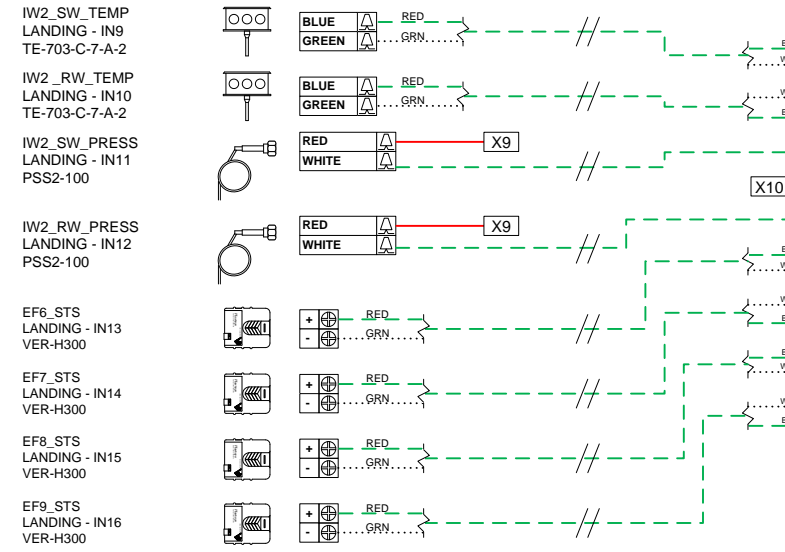 IW2_SW_TEMP
LANDING - IN9
TE-703-C-7-A-2
BLUE
GREEN
RED
GRN
IW2 _RW_TEMP
LANDING - IN10
TE-703-C-7-A-2
BLUE
GREEN
RED
GRN
IW2_SW_PRESS
LANDING - IN11
PSS2-100
RED
WHITE
X9
X10
IW2_RW_PRESS
LANDING - IN12
PSS2-100
RED
WHITE
X9
EF6_STS
LANDING - IN13
VER-H300
+
-
RED
GRN
EF7_STS
LANDING - IN14
VER-H300
+
-
RED
GRN
EF8_STS
LANDING - IN15
VER-H300
+
-
RED
GRN
EF9_STS
LANDING - IN16
VER-H300
+
-
RED
GRN